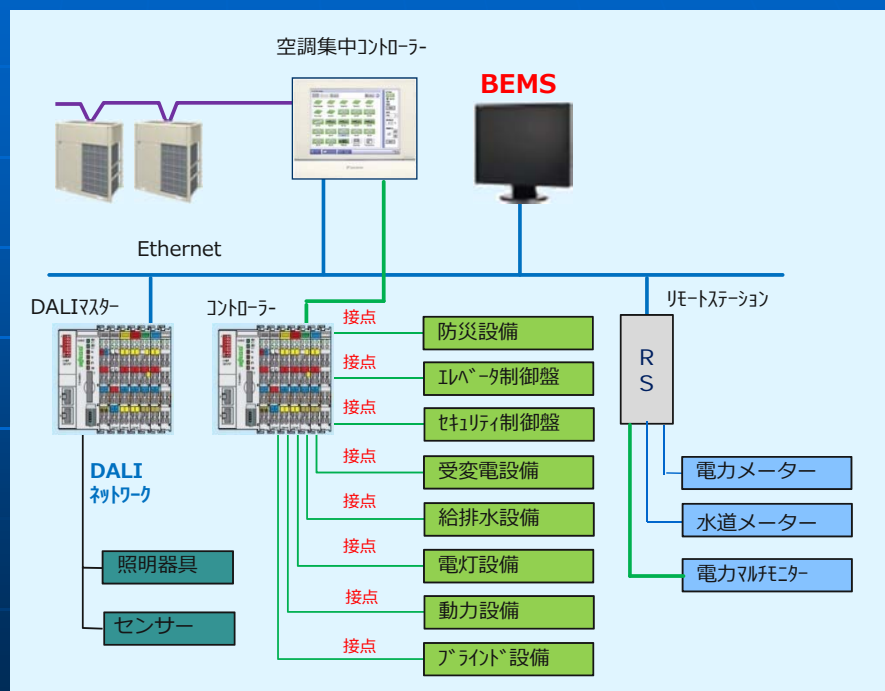 空調集中ｺﾝﾄﾛｰﾗｰ
BEMS
Ethernet
DALIﾏｽﾀｰ
ｺﾝﾄﾛｰﾗｰ
ﾘﾓｰﾄｽﾃｰｼｮﾝ
接点
防災設備
接点
ｴﾚﾍﾞｰﾀ制御盤
接点
ｾｷｭﾘﾃｨ制御盤
接点
受変電設備
接点
給排水設備
接点
電灯設備
接点
動力設備
接点
ﾌﾞﾗｲﾝﾄﾞ設備
R
S
電力メーター
水道メーター
電力ﾏﾙﾁﾓﾆﾀｰ
DALI
ﾈｯﾄﾜｰｸ
照明器具
センサー